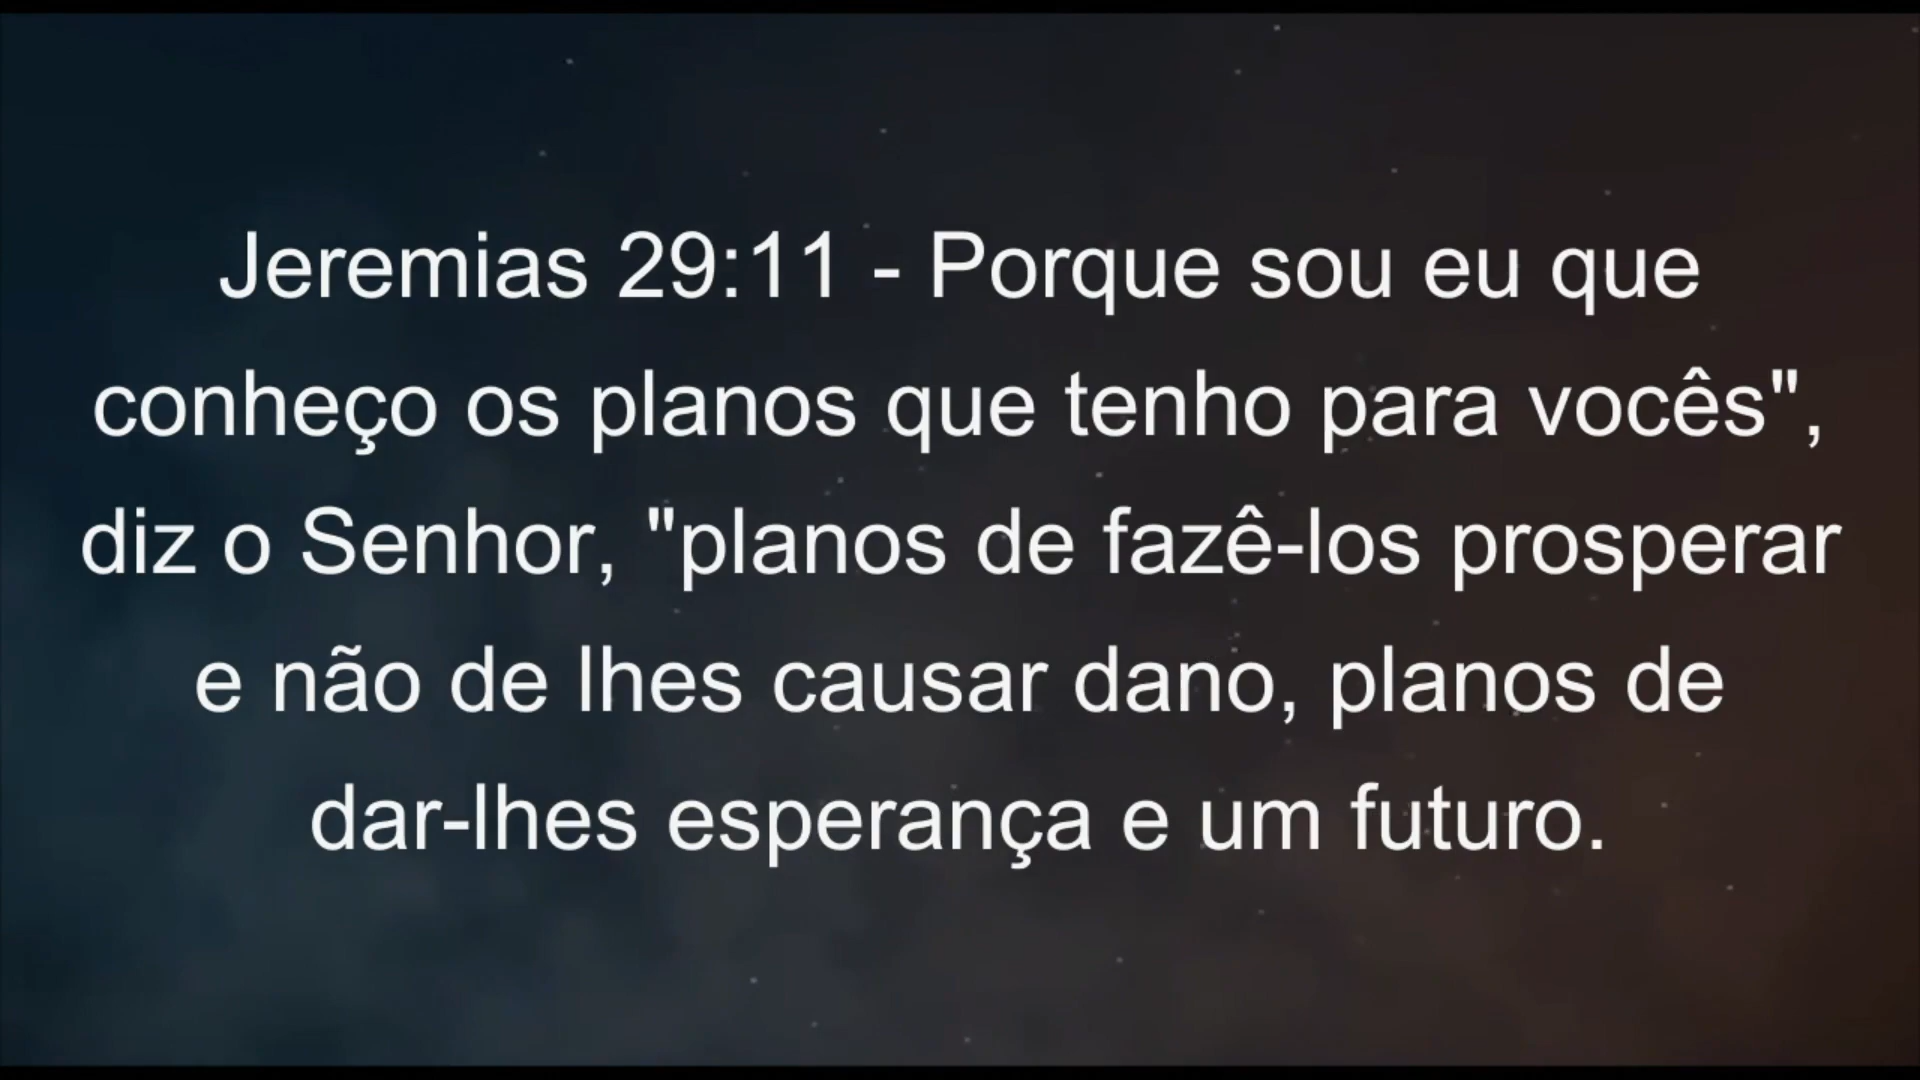 Jeremias 29:11 - Porque sou eu que
conheço os planos que tenho para vocês",
diz o Senhor, "planos de fazê-los prosperar
e não de lhes causar dano, planos de
dar-lhes esperança e um futuro.